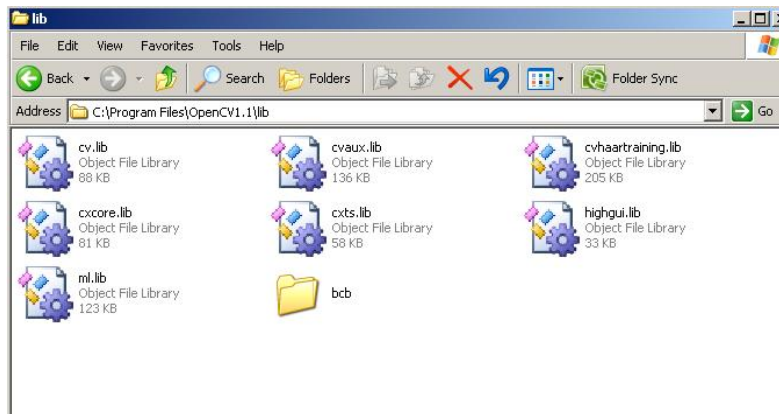 lib
File Edit View Favorites Tools Help
Back Search Folders Folder Sync
Address C:\Program Files\OpenCV1.1\lib Go
cv.lib
Object File Library
88 KB
cvaux.lib
Object File Library
136 KB
cvhaartraining.lib
Object File Library
205 KB
cxcore.lib
Object File Library
81 KB
cxts.lib
Object File Library
58 KB
highgui.lib
Object File Library
33 KB
ml.lib
Object File Library
123 KB
bcb